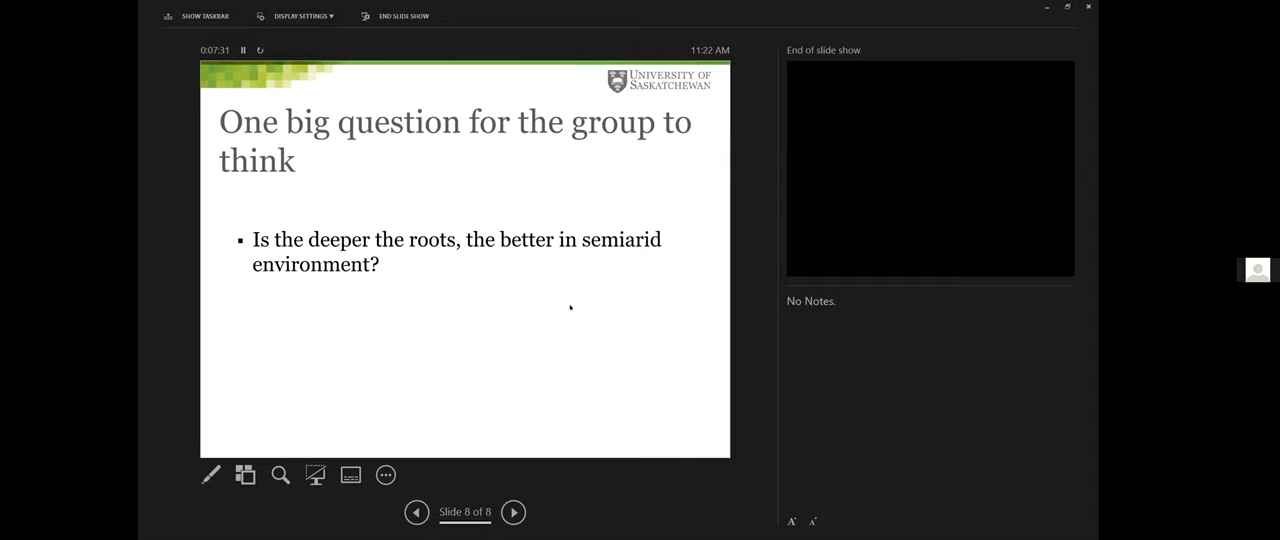 SHOW TASKBAR
DISPLAY SETTINGS ▾
END SLIDE SHOW
0:07:31
11:22 AM
End of slide show
UNIVERSITY OF
SASKATCHEWAN
One big question for the group to
think
▪ Is the deeper the roots, the better in semiarid
environment?
No Notes.
Slide 8 of 8
A A